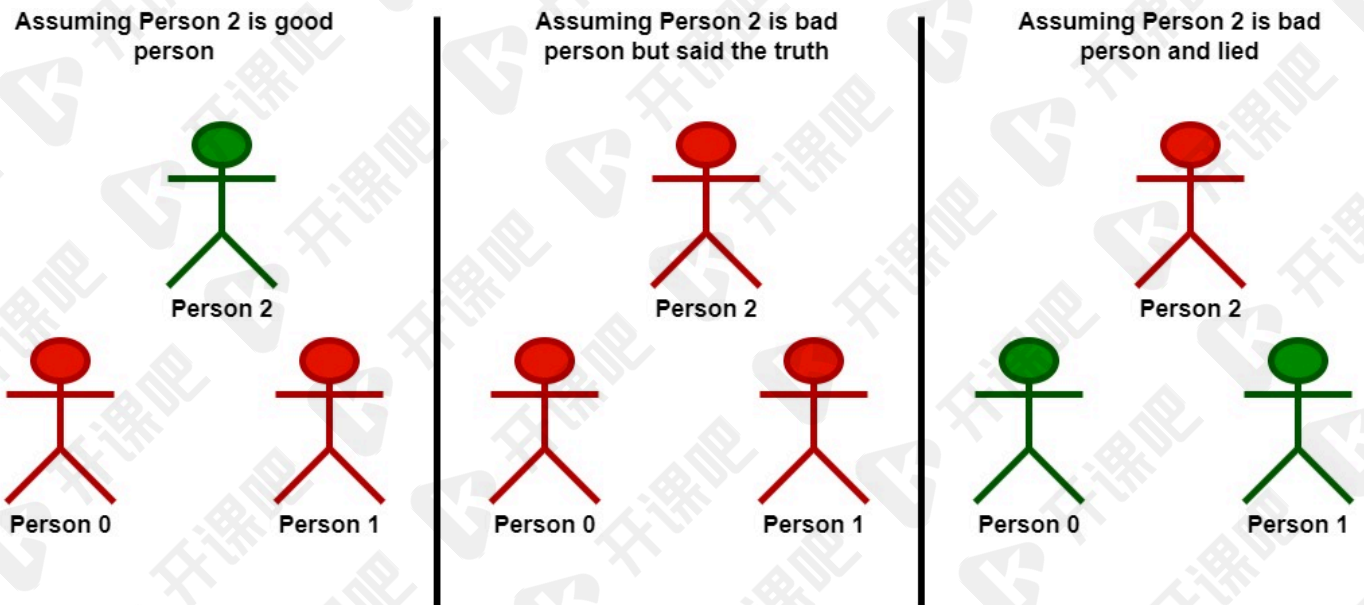 Assuming Person 2 is good
person
Person 2
Person 0
Person 1
Assuming Person 2 is bad
person but said the truth
Person 2
Person 0
Person 1
Assuming Person 2 is bad
person and lied
Person 2
Person 0
Person 1
开课吧